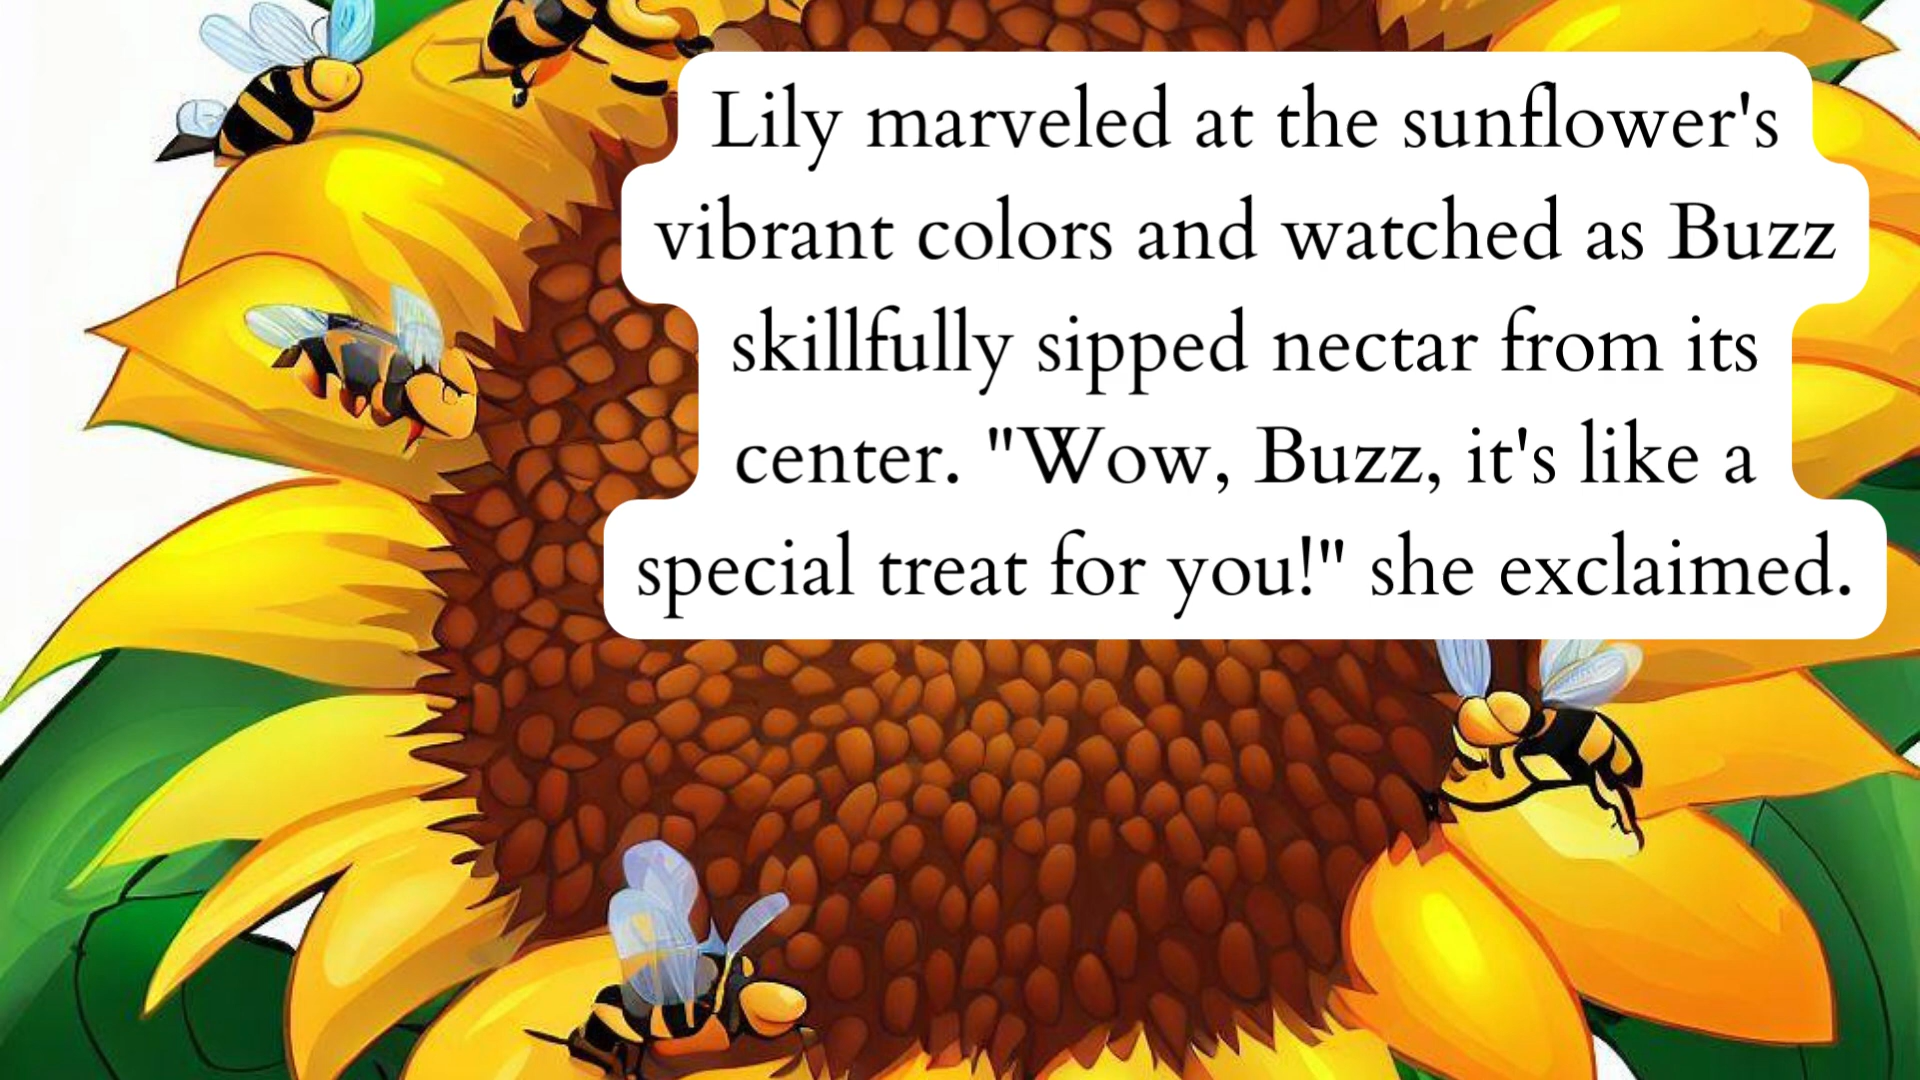 Lily marveled at the sunflower's
vibrant colors and watched as Buzz
skillfully sipped nectar from its
center. "Wow, Buzz, it's like a
special treat for you!" she exclaimed.